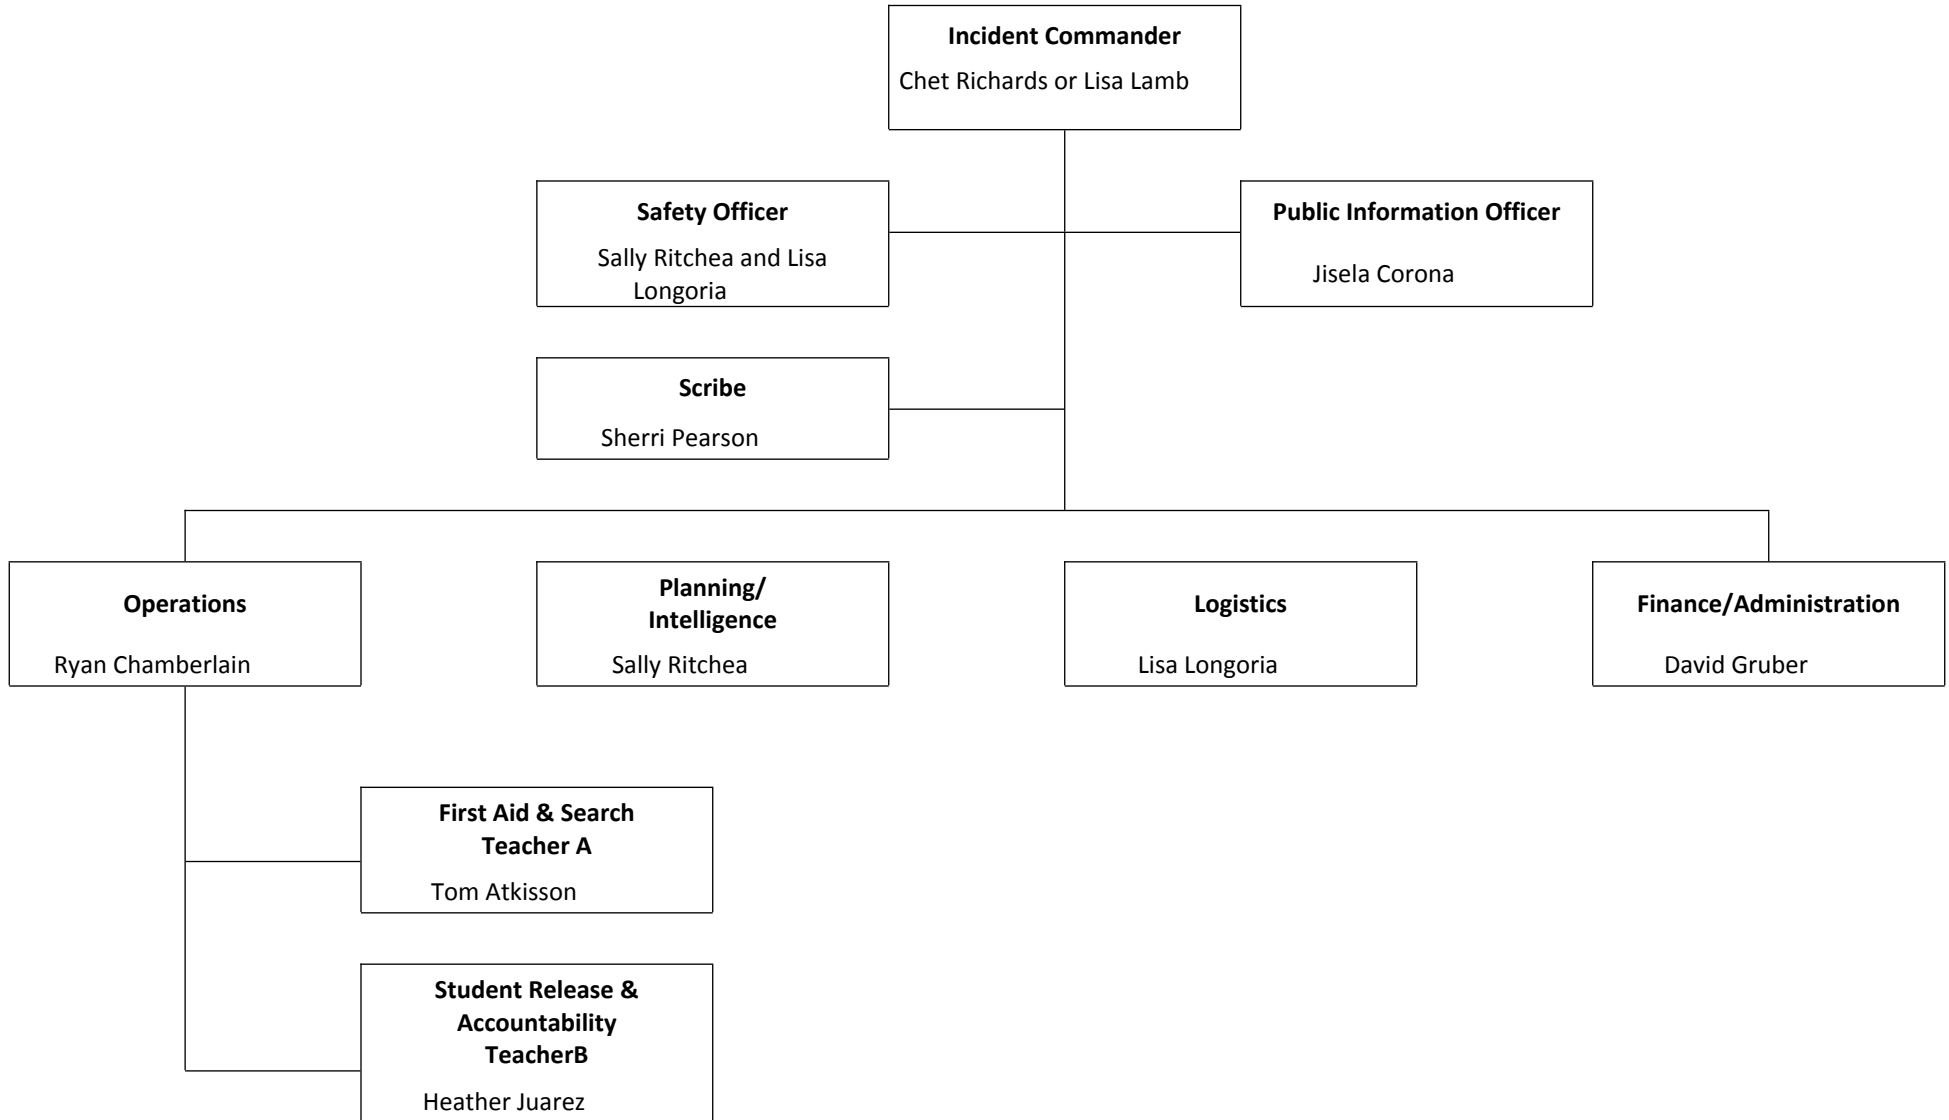 Incident Commander
Chet Richards or Lisa Lamb
Safety Officer
Sally Ritchea and Lisa
Longoria
Public Information Officer
Jisela Corona
Scribe
Sherri Pearson
Operations
Ryan Chamberlain
Planning/
Intelligence
Sally Ritchea
Logistics
Lisa Longoria
Finance/Administration
David Gruber
First Aid & Search
Teacher A
Tom Atkisson
Student Release &
Accountability
TeacherB
Heather Juarez